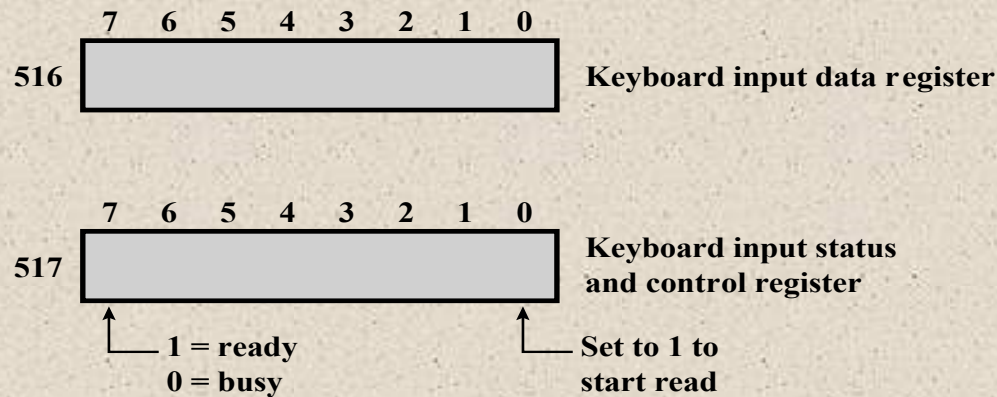 7 6 5 4 3 2 1 0
516 Keyboard input data register
7 6 5 4 3 2 1 0
517 Keyboard input status
and control register
1 = ready
0 = busy
Set to 1 to
start read